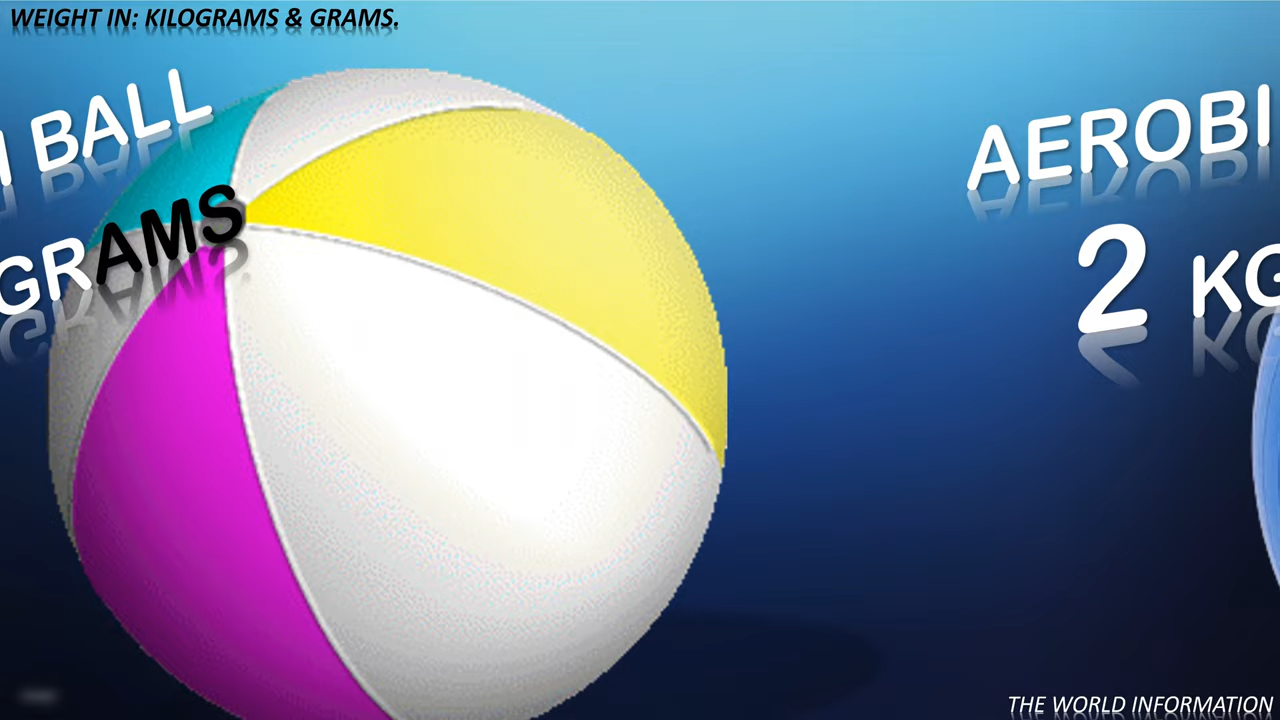 WEIGHT IN: KILOGRAMS & GRAMS.
BALL
GRAMS
AEROBI
2 KG
THE WORLD INFORMATION